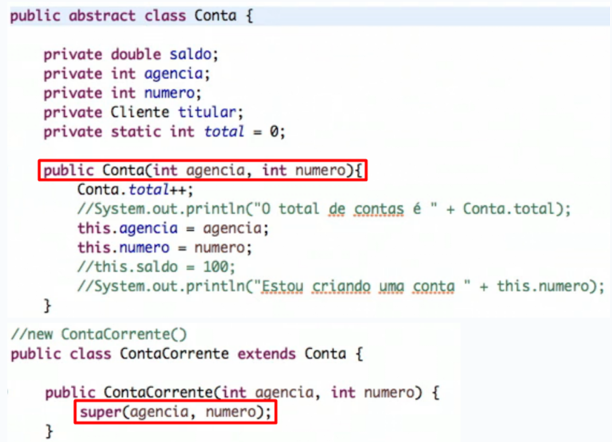 public abstract class Conta {
private double saldo;
private int agencia;
private int numero;
private Cliente titular;
private static int total = 0;
public Conta(int agencia, int numero){
Conta.total++;
//System.out.println("O total de contas é " + Conta.total);
this.agencia = agencia;
this.numero = numero;
//this.saldo = 100;
//System.out.println("Estou criando uma conta " + this.numero);
}
//new ContaCorrente()
public class ContaCorrente extends Conta {
public ContaCorrente(int agencia, int numero) {
super(agencia, numero);
}